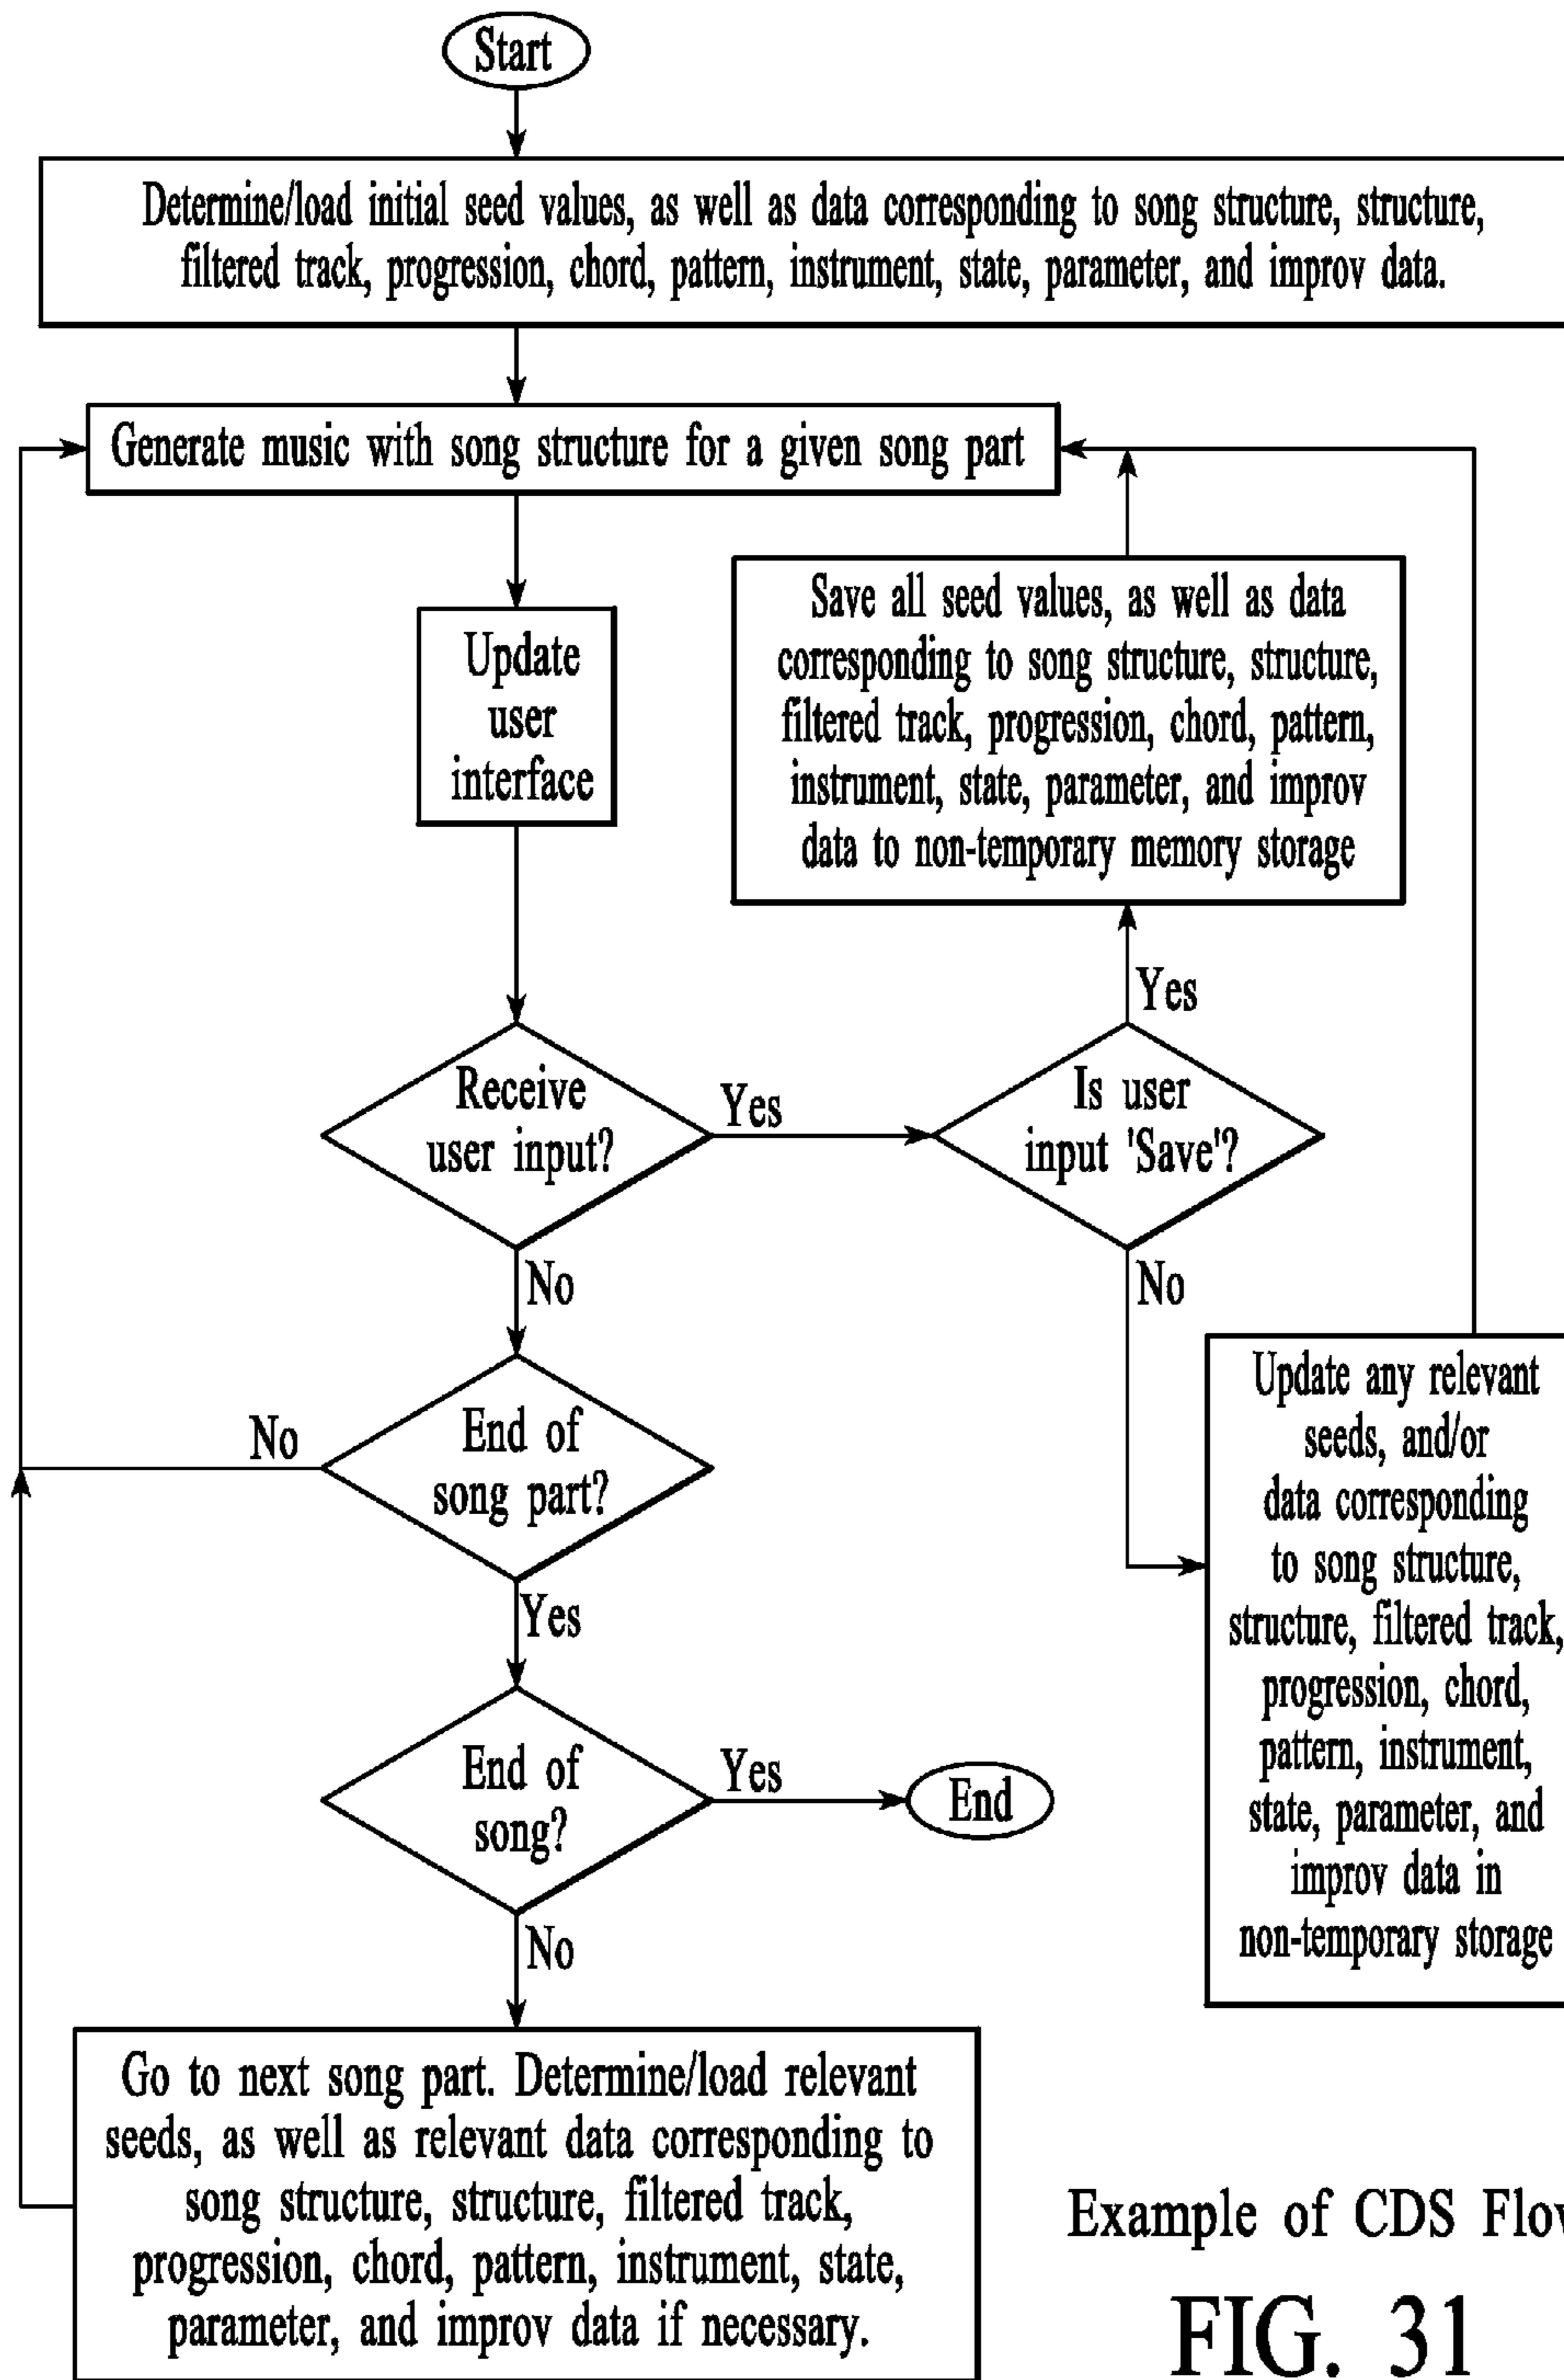 Start
Determine/load initial seed values, as well as data corresponding to song structure, structure,
filtered track, progression, chord, pattern, instrument, state, parameter, and improv data.
Generate music with song structure for a given song part
Update
user
interface
Save all seed values, as well as data
corresponding to song structure, structure,
filtered track, progression, chord, pattern,
instrument, state, parameter, and improv
data to non-temporary memory storage
Yes
Receive
user input?
Yes
Is user
input 'Save'?
No
No
Update any relevant
seeds, and/or
data corresponding
to song structure,
structure, filtered track,
progression, chord,
pattern, instrument,
state, parameter, and
improv data in
non-temporary storage
End of
song part?
No
Yes
End of
song?
Yes
End
No
Go to next song part. Determine/load relevant
seeds, as well as relevant data corresponding to
song structure, structure, filtered track,
progression, chord, pattern, instrument, state,
parameter, and improv data if necessary.
Example of CDS Flow
FIG. 31